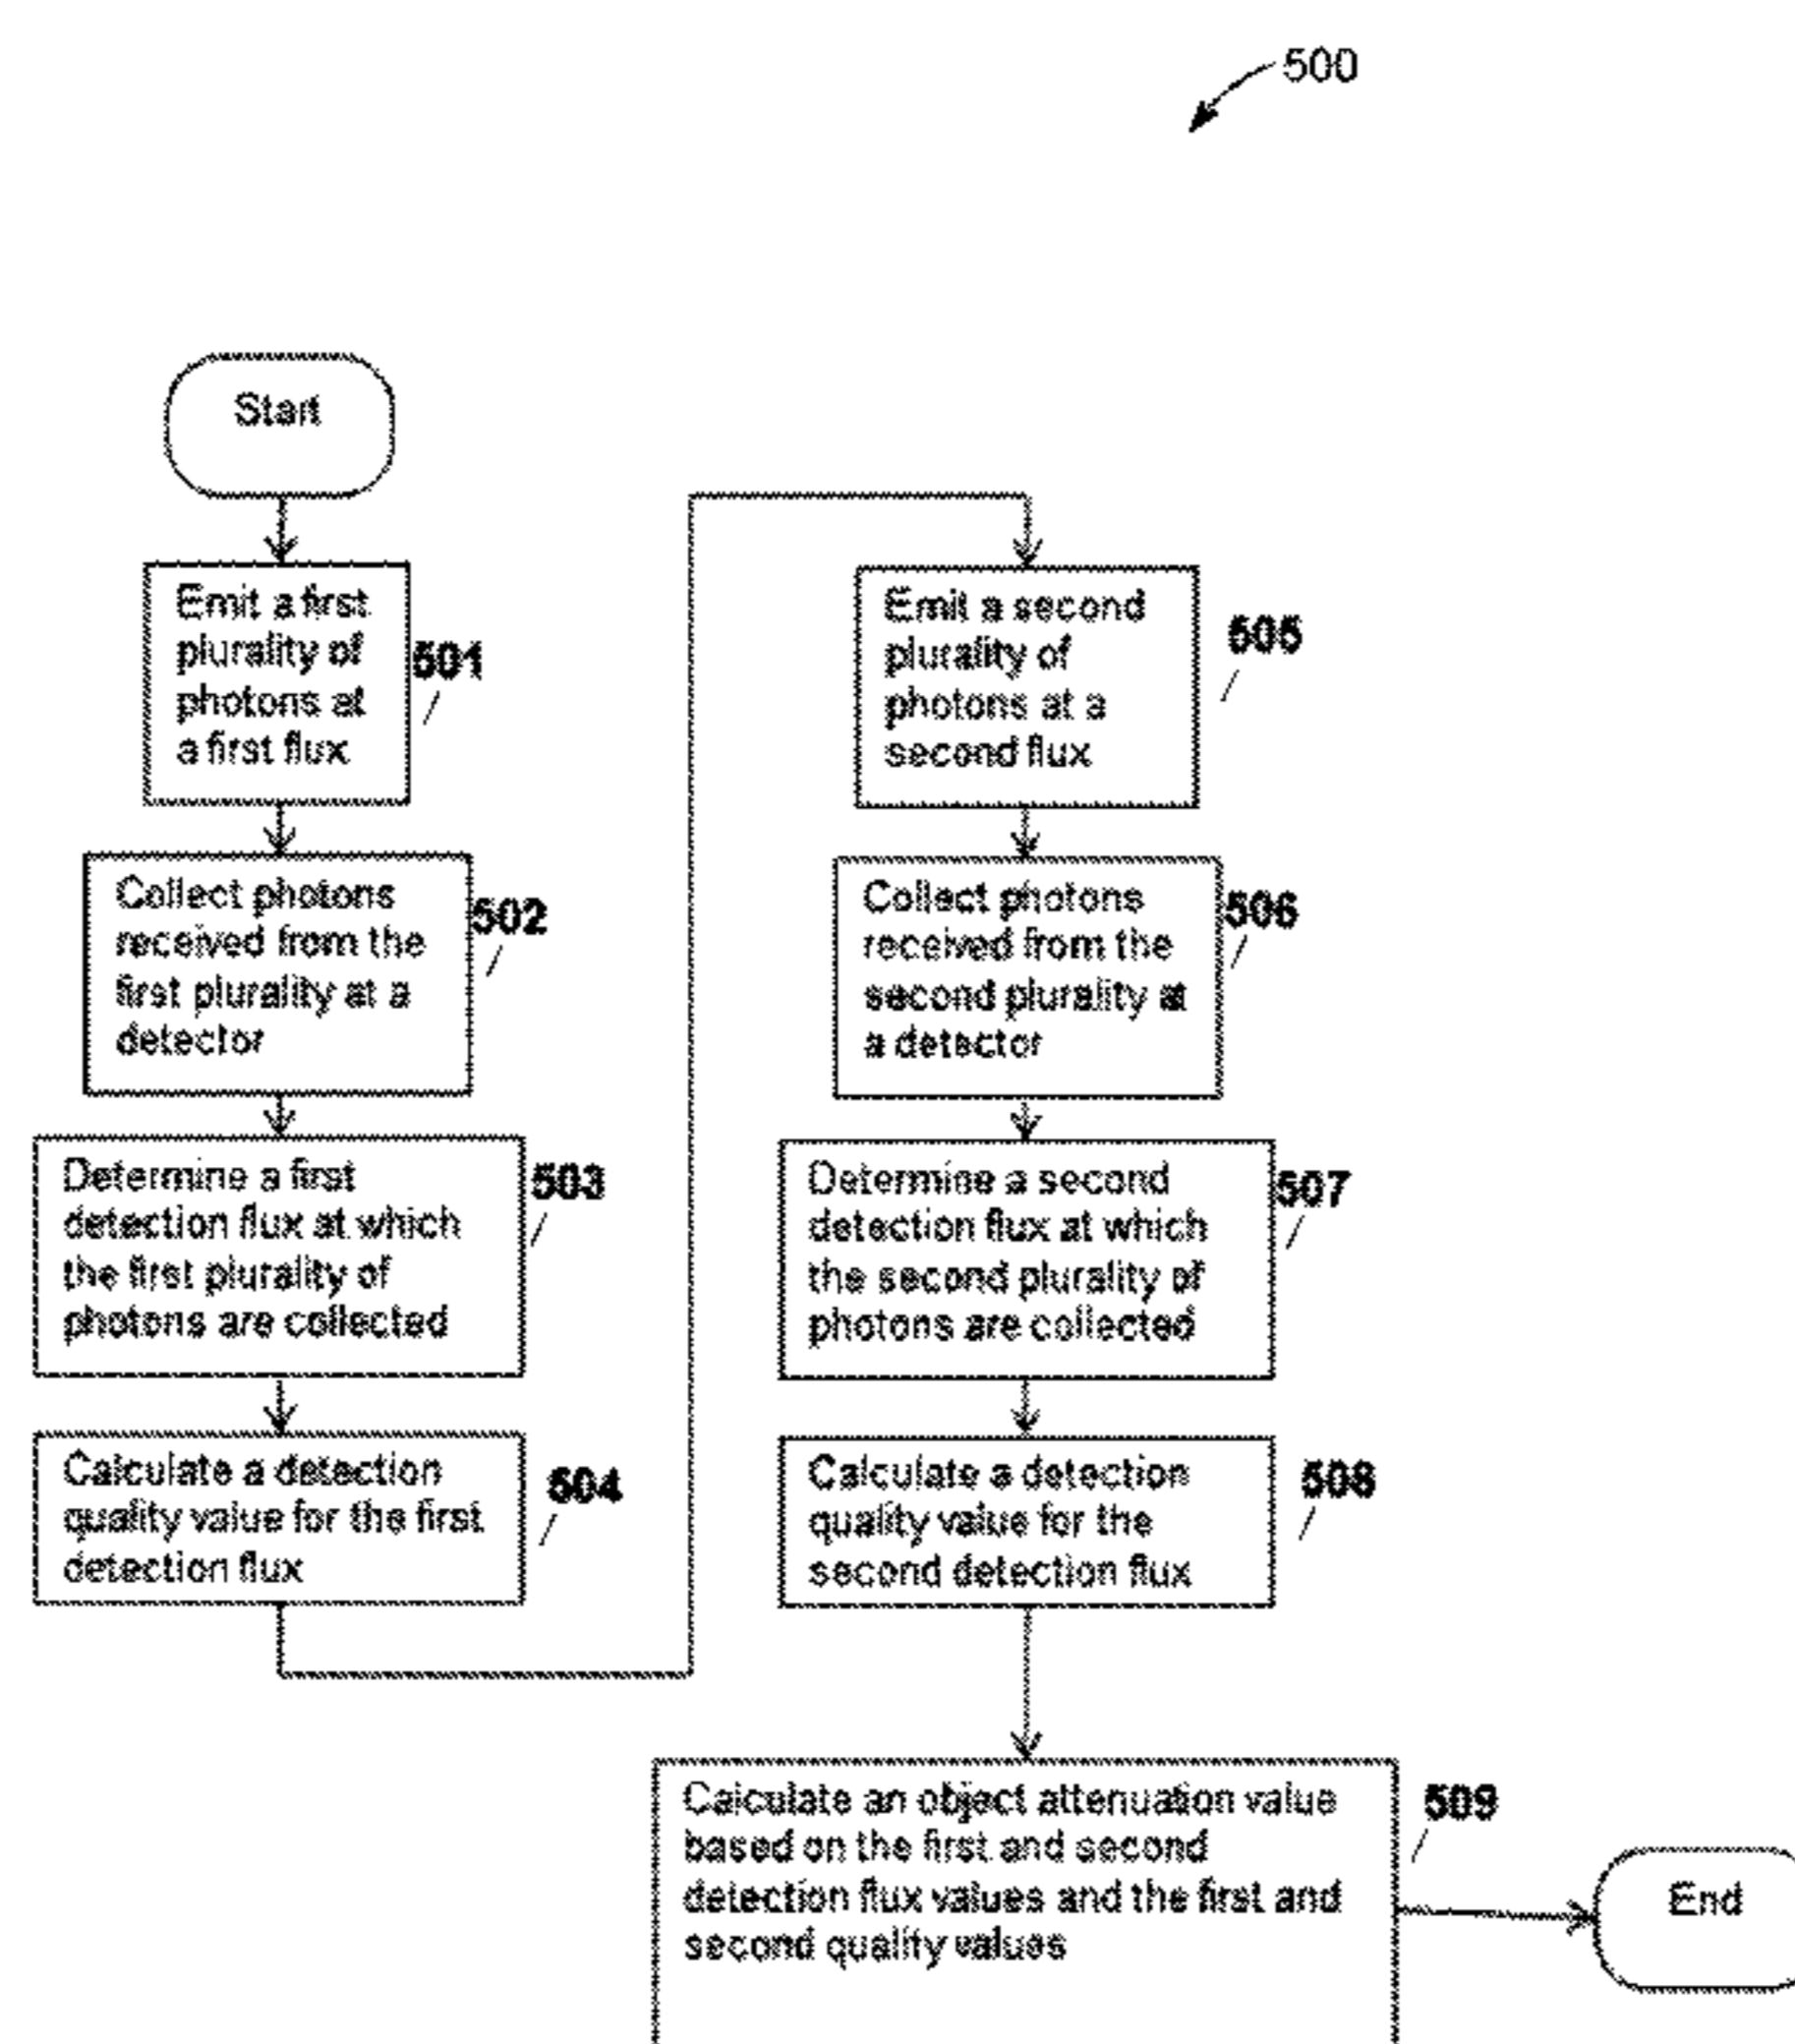 500
Start
Emit a first
plurality of
photons at
a first flux
501
Collect photons
received from the
first plurality at a
detector
502
Determine a first
detection flux at which
the first plurality of
photons are collected
503
Calculate a detection
quality value for the first
detection flux
504
Emit a second
plurality of
photons at a
second flux
505
Collect photons
received from the
second plurality at
a detector
506
Determine a second
detection flux at which
the second plurality of
photons are collected
507
Calculate a detection
quality value for the
second detection flux
508
Calculate an object attenuation value
based on the first and second
detection flux values and the first and
second quality values
509
End